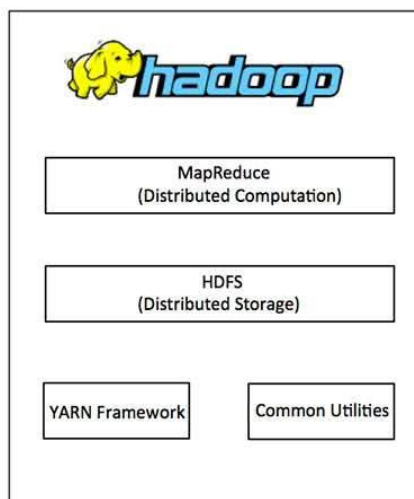 hadoop
MapReduce
(Distributed Computation)
HDFS
(Distributed Storage)
YARN Framework
Common Utilities